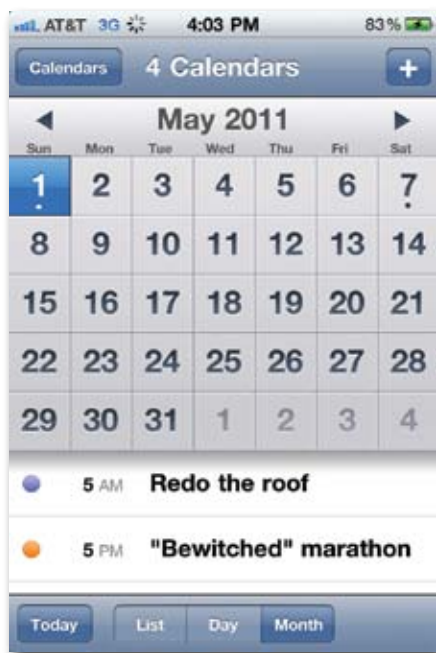 AT&T 3G 4:03 PM 83%
Calendars 4 Calendars +
May 2011
Sun Mon Tue Wed Thu Fri Sat
1 2 3 4 5 6 7
8 9 10 11 12 13 14
15 16 17 18 19 20 21
22 23 24 25 26 27 28
29 30 31 1 2 3 4
5 AM Redo the roof
5 PM "Bewitched" marathon
Today List Day Month